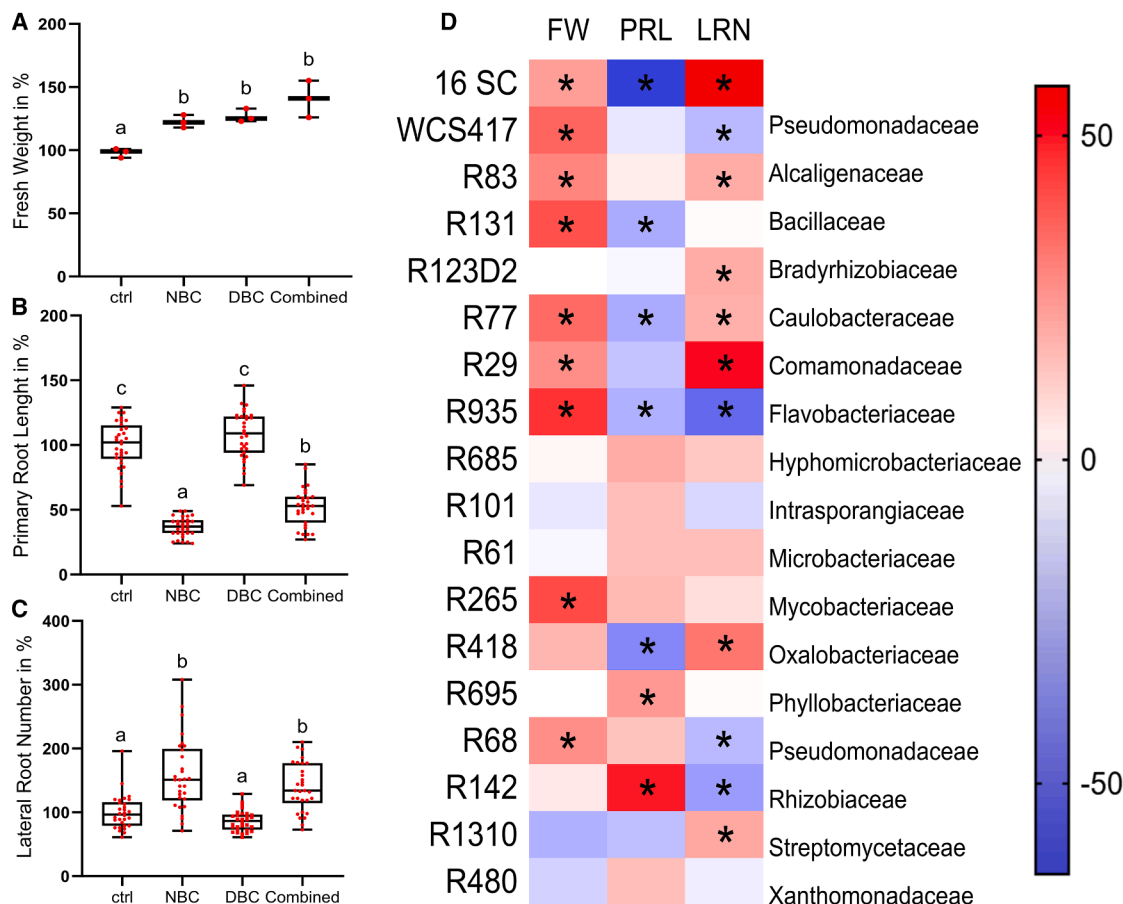 A
Fresh Weight in %
200
150
100
50
0
a
b
b
b
ctrl NBC DBC Combined
B
Primary Root Lenght in %
200
150
100
50
0
c
a
c
b
ctrl NBC DBC Combined
C
Lateral Root Number in %
400
300
200
100
0
a
b
a
b
ctrl NBC DBC Combined
D
FW PRL LRN
16 SC * * *
WCS417 * * Pseudomonadaceae
R83 * * Alcaligenaceae
R131 * * Bacillaceae
R123D2 * Bradyrhizobiaceae
R77 * * * Caulobacteraceae
R29 * * Comamonadaceae
R935 * * * Flavobacteriaceae
R685 Hyphomicrobacteriaceae
R101 Intrasporangiaceae
R61 Microbacteriaceae
R265 * Mycobacteriaceae
R418 * * Oxalobacteriaceae
R695 * Phyllobacteriaceae
R68 * * Pseudomonadaceae
R142 * * Rhizobiaceae
R1310 * Streptomycetaceae
R480 Xanthomonadaceae
50
0
-50